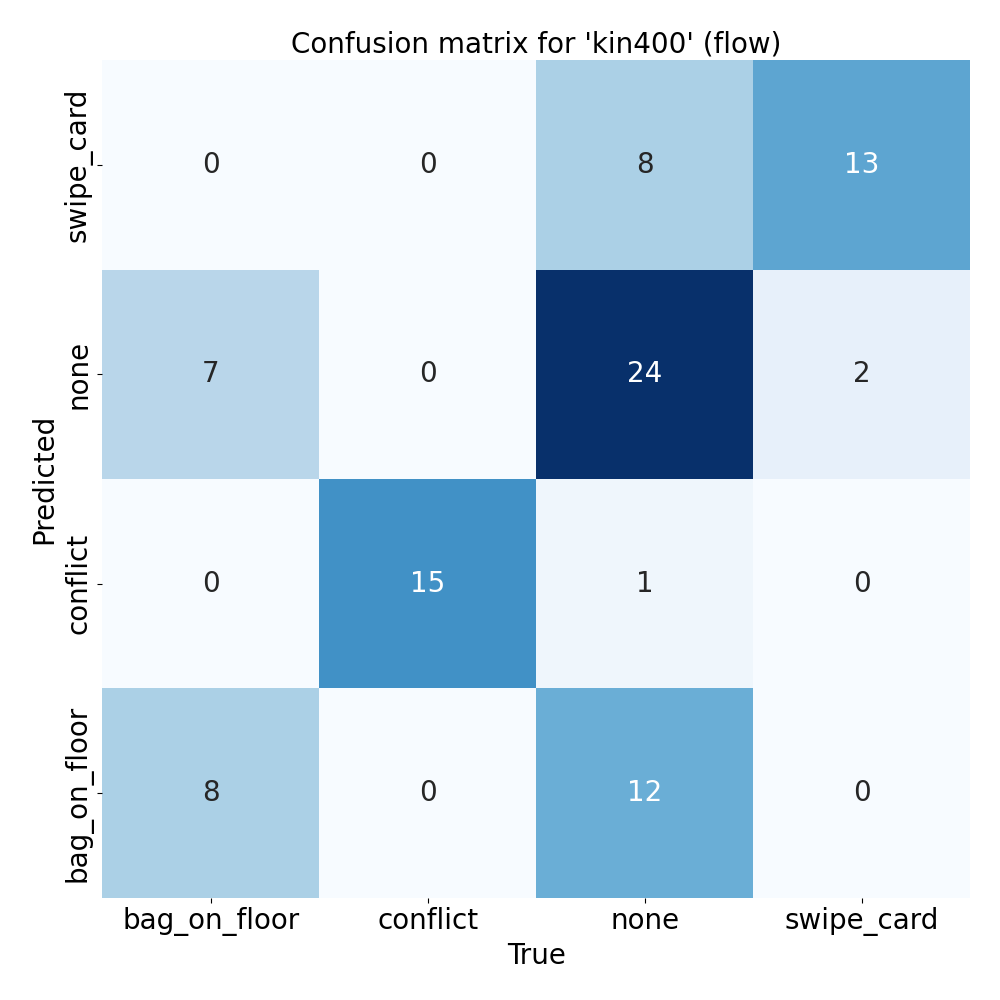 Confusion matrix for 'kin400' (flow)
swipe_card
0 0 8 13
none
7 0 24 2
Predicted
conflict
0 15 1 0
bag_on_floor
8 0 12 0
bag_on_floor conflict none swipe_card
True